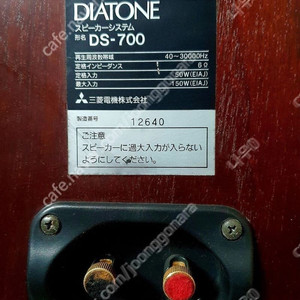 DIATONE
スピーカーシステム
形名 DS-700
再生周波数帯域 40～30000Hz
定格インピーダンス 6Ω
定格入力 50W(EIAJ)
最大入力 150W(EIAJ)
三菱電機株式会社
製造番号 12640
ご注意
スピーカーに過大入力が入らない
ようにしてください。
cafe.naver.com/joonggonara